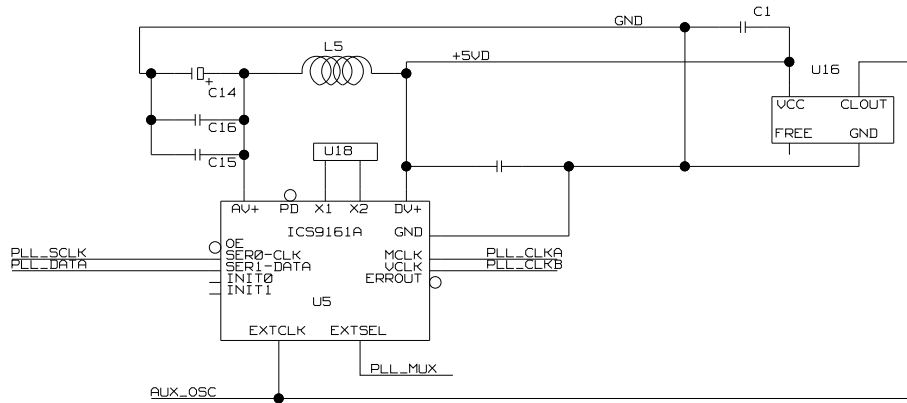 C1
GND
L5
+5VD
U16
+
C14
VCC
CLOUT
C16
FREE
GND
U18
C15
AV+
PD
X1
X2
DV+
ICS9161A
GND
OE
PLL_SCLK
SER0-CLK
MCLK
PLL_CLKA
PLL_DATA
SER1-DATA
VCLK
PLL_CLKB
INIT0
ERROUT
INIT1
U5
EXTCLK
EXTSEL
PLL_MUX
AUX_OSC